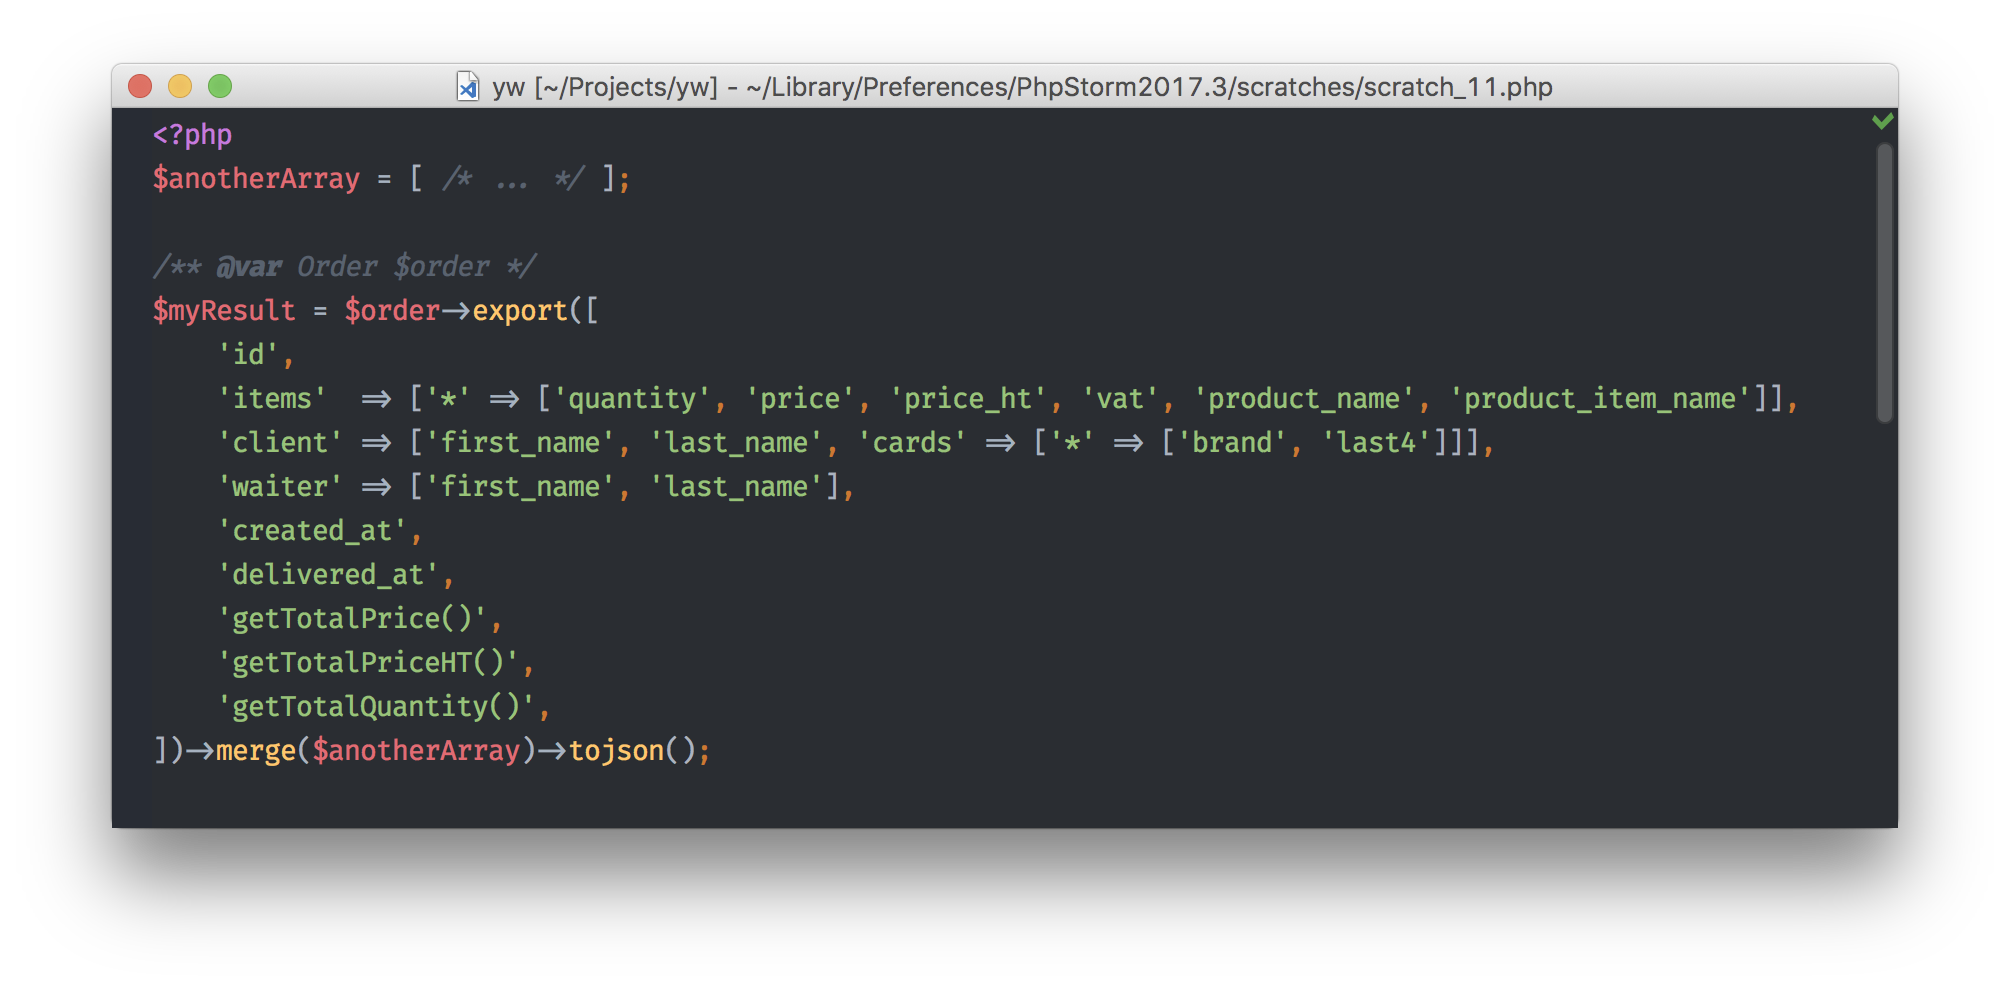 yw [~/Projects/yw] - ~/Library/Preferences/PhpStorm2017.3/scratches/scratch_11.php
<?php
$anotherArray = [ /* ... */ ];
/** @var Order $order */
$myResult = $order->export([
    'id',
    'items'  => ['*' => ['quantity', 'price', 'price_ht', 'vat', 'product_name', 'product_item_name']],
    'client' => ['first_name', 'last_name', 'cards' => ['*' => ['brand', 'last4']]],
    'waiter' => ['first_name', 'last_name'],
    'created_at',
    'delivered_at',
    'getTotalPrice()',
    'getTotalPriceHT()',
    'getTotalQuantity()',
])->merge($anotherArray)->tojson();